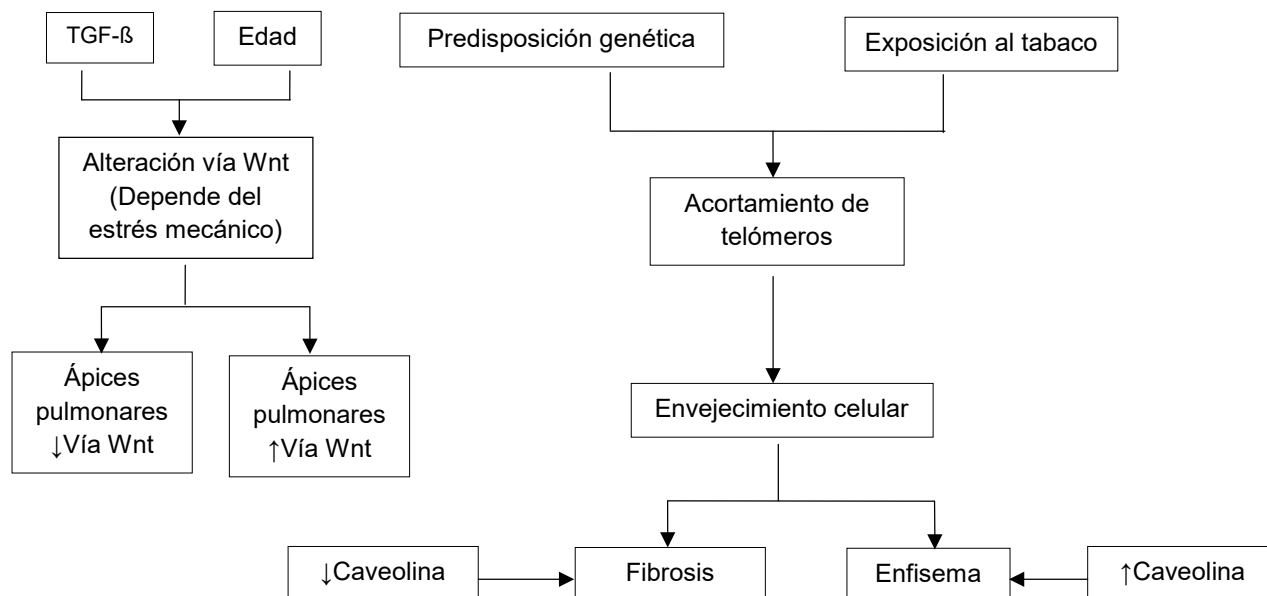 TGF-ß
Edad
Predisposición genética
Exposición al tabaco
Alteración vía Wnt
(Depende del
estrés mecánico)
Acortamiento de
telómeros
Ápices
pulmonares
↓Vía Wnt
Ápices
pulmonares
↑Vía Wnt
Envejecimiento celular
↓Caveolina
Fibrosis
Enfisema
↑Caveolina